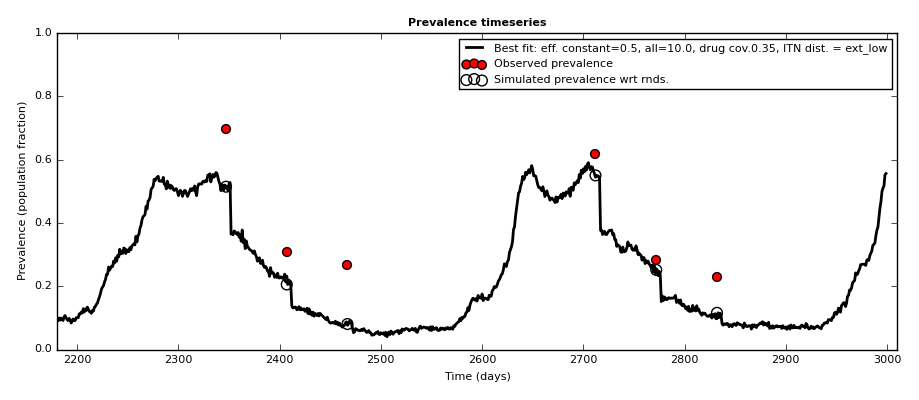 Prevalence timeseries
Best fit: eff. constant=0.5, all=10.0, drug cov.0.35, ITN dist. = ext_low
Observed prevalence
Simulated prevalence wrt rnds.
Prevalence (population fraction)
1.0
0.8
0.6
0.4
0.2
0.0
2200 2300 2400 2500 2600 2700 2800 2900 3000
Time (days)